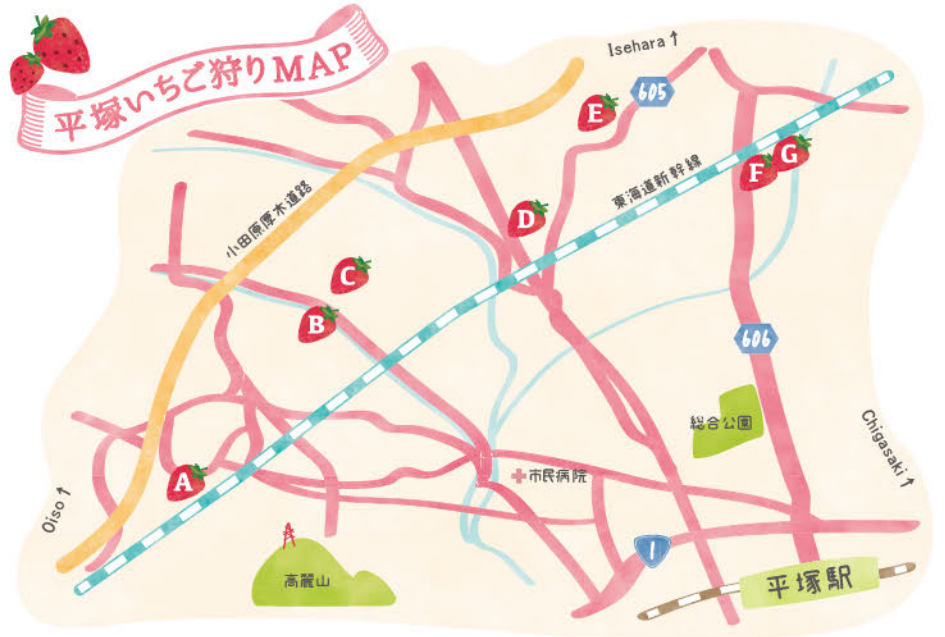 平塚いちご狩りMAP
Isehara↑
605
E
G
F
東海道新幹線
D
小田原厚木道路
C
B
606
総合公園
Chigasaki↑
市民病院
A
Oiso↑
1
高麗山
平塚駅